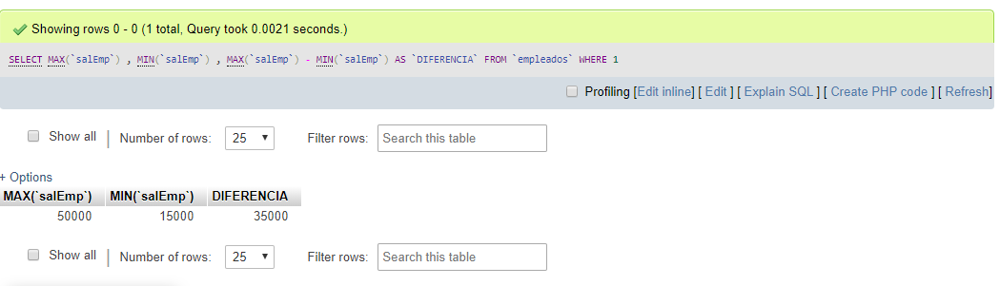 Showing rows 0 - 0 (1 total, Query took 0.0021 seconds.)
SELECT MAX(`salEmp`) , MIN(`salEmp`) , MAX(`salEmp`) - MIN(`salEmp`) AS `DIFERENCIA` FROM `empleados` WHERE 1
Profiling [Edit inline] [ Edit ] [ Explain SQL ] [ Create PHP code ] [ Refresh]
Show all | Number of rows: 25 Filter rows: Search this table
+ Options
MAX(`salEmp`) MIN(`salEmp`) DIFERENCIA
50000 15000 35000
Show all | Number of rows: 25 Filter rows: Search this table